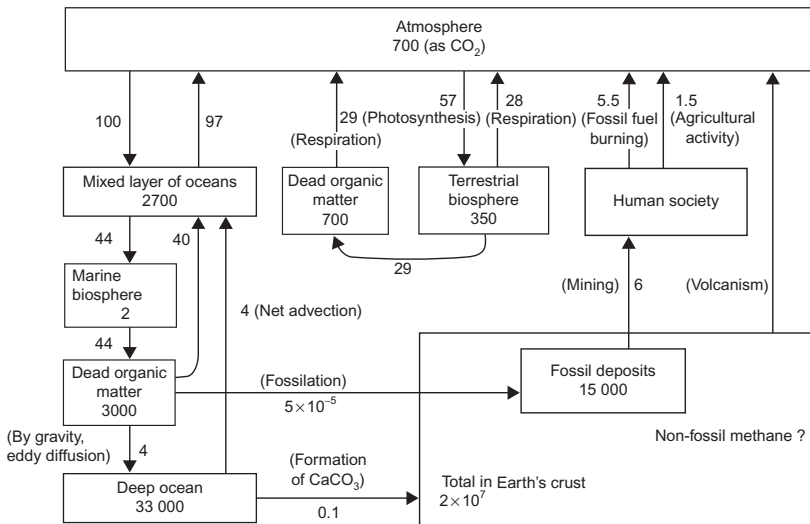 Atmosphere
700 (as CO₂)
100
97
29
(Respiration)
57
(Photosynthesis)
28
(Respiration)
5.5
(Fossil fuel
burning)
1.5
(Agricultural
activity)
Mixed layer of oceans
2700
Dead organic
matter
700
Terrestrial
biosphere
350
Human society
44
40
29
Marine
biosphere
2
4 (Net advection)
(Mining)
6
(Volcanism)
44
Dead organic
matter
3000
(Fossilation)
5×10⁻⁵
Fossil deposits
15 000
(By gravity,
eddy diffusion)
4
Non-fossil methane ?
(Formation
of CaCO₃)
0.1
Deep ocean
33 000
Total in Earth's crust
2×10⁷